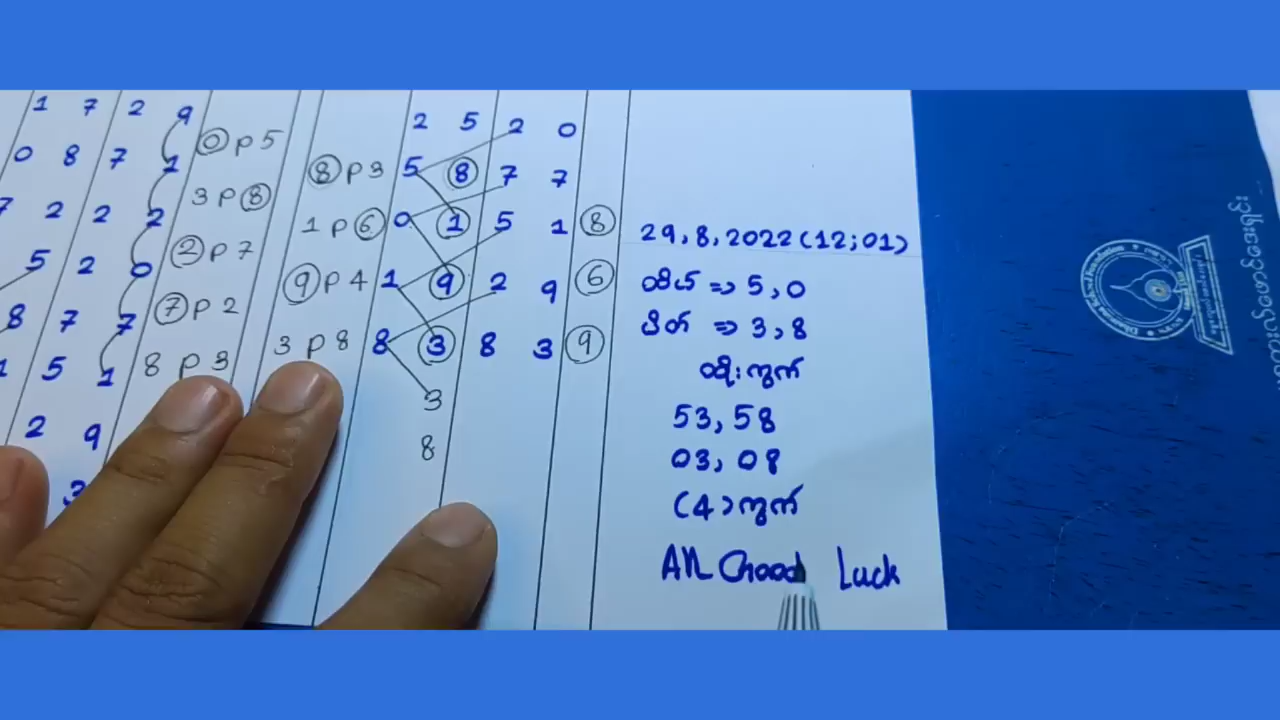 1 7 2 9
0 8 7 1
7 2 2 2
5 2 0
8 7 7
1 5 1
2 9
3
0 p 5
3 p 8
2 p 7
7 p 2
8 p 3
8 p 3
1 p 6
9 p 4
3 p 8
2 5 2 0
5 8 7 7
0 1 5 1 8
1 9 2 9 6
8 3 8 3 9
3
8
29,8,2022(12;01)
ထိပ် => 5,0
ပိတ် => 3,8
ထိုးကွက်
53,58
03,08
(4)ကွက်
All Good Luck